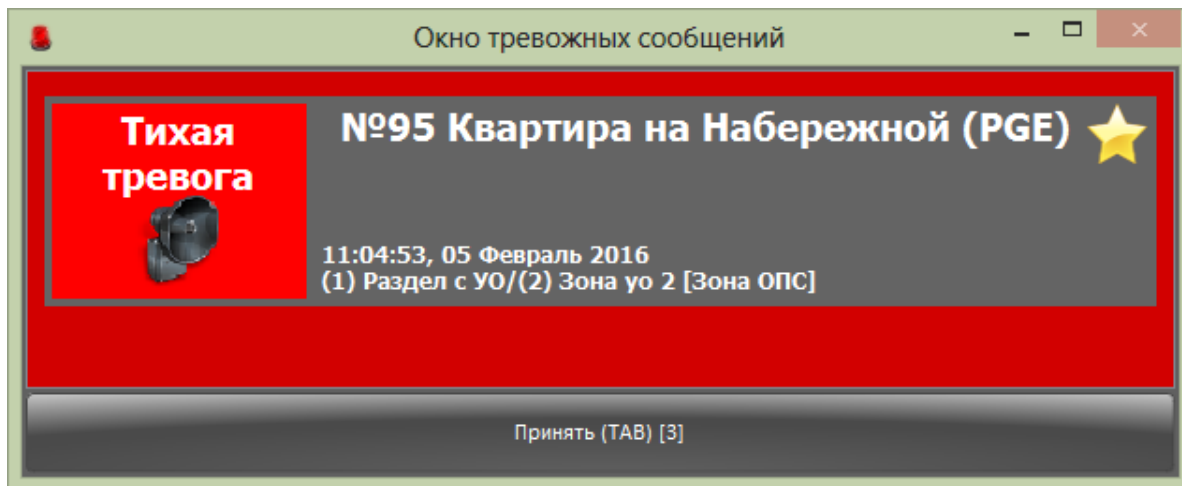 Окно тревожных сообщений
Тихая
тревога
№95 Квартира на Набережной (PGE)
11:04:53, 05 Февраль 2016
(1) Раздел с УО/(2) Зона уо 2 [Зона ОПС]
Принять (TAB) [3]